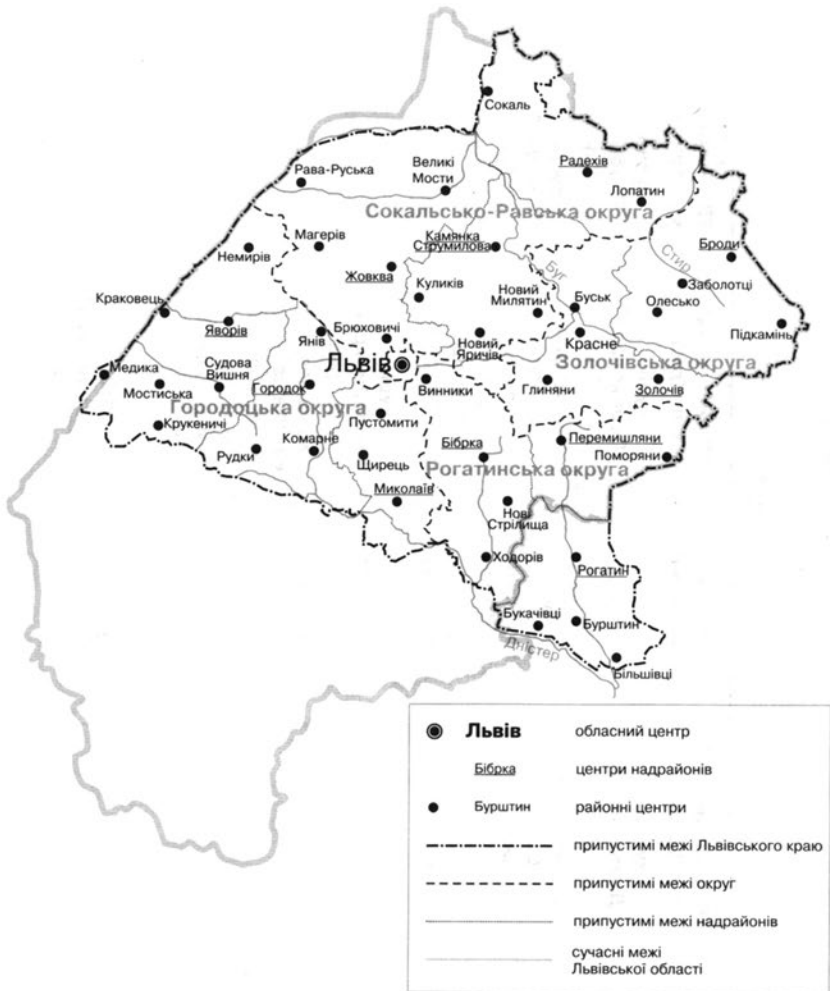 Сокаль
Рава-Руська
Великі
Мости
Радехів
Лопатин
Сокальсько-Равська округа
Магерів
Камянка
Струмилова
Немирів
Жовква
Куликів
Новий
Милятин
Буг
Стир
Броди
Заболотці
Буськ
Олесько
Краковець
Яворів
Янів
Брюховичі
Новий
Яричів
Красне
Підкамінь
Львів
Золочівська округа
Медика
Мостиська
Судова
Вишня
Городок
Винники
Глиняни
Золочів
Городоцька округа
Крукеничі
Пустомити
Рудки
Комарне
Щирець
Бібрка
Перемишляни
Поморяни
Рогатинська округа
Миколаїв
Нові
Стрілища
Ходорів
Рогатин
Букачівці
Бурштин
Дністер
Більшівці
Львів обласний центр
Бібрка центри надрайонів
Бурштин районні центри
припустимі межі Львівського краю
припустимі межі округ
припустимі межі надрайонів
сучасні межі
Львівської області